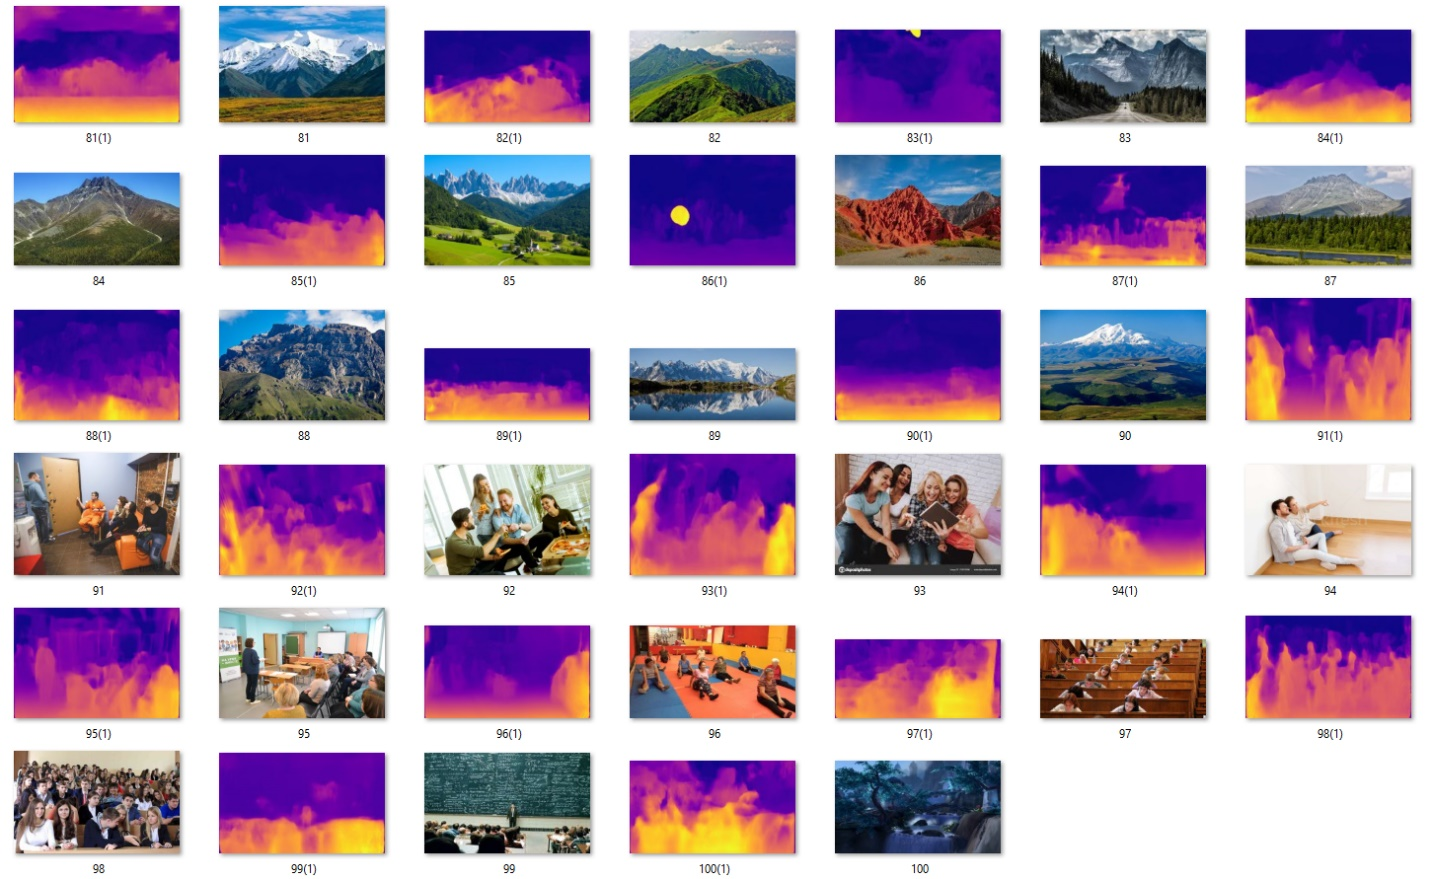 81(1) 81 82(1) 82 83(1) 83 84(1)
84 85(1) 85 86(1) 86 87(1) 87
88(1) 88 89(1) 89 90(1) 90 91(1)
depositphotos
91 92(1) 92 93(1) 93 94(1) 94
95(1) 95 96(1) 96 97(1) 97 98(1)
98 99(1) 99 100(1) 100